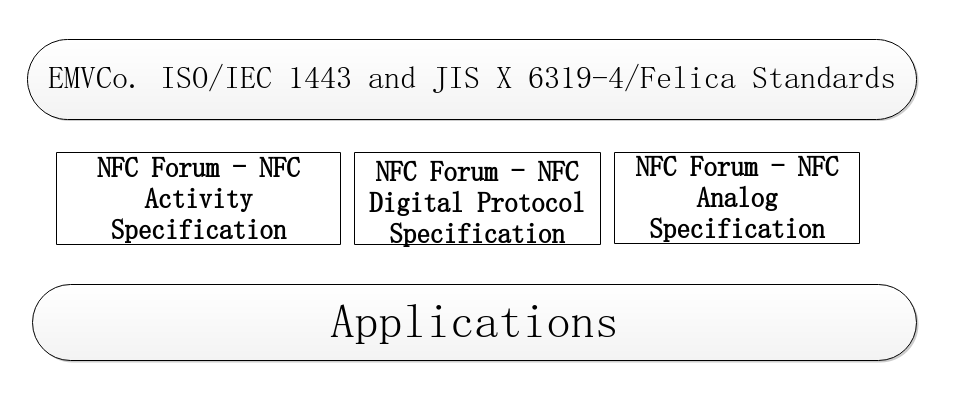 EMVCo. ISO/IEC 1443 and JIS X 6319-4/Felica Standards
NFC Forum - NFC
Activity
Specification
NFC Forum - NFC
Digital Protocol
Specification
NFC Forum - NFC
Analog
Specification
Applications